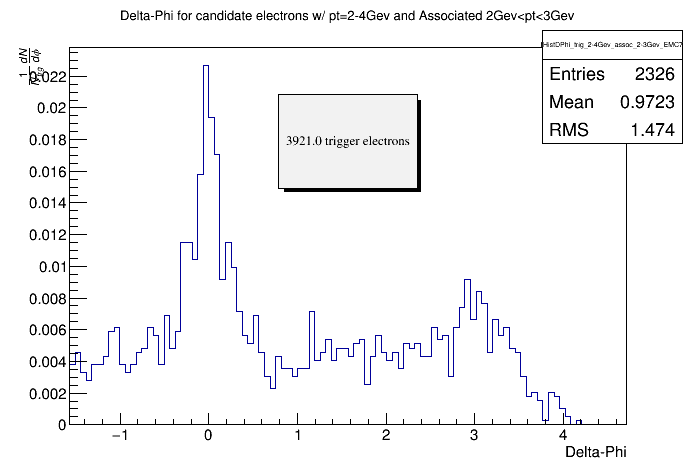 Delta-Phi for candidate electrons w/ pt=2-4Gev and Associated 2Gev<pt<3Gev
HistDPhi_trig_2-4Gev_assoc_2-3Gev_EMC7
Entries 2326
Mean 0.9723
RMS 1.474
3921.0 trigger electrons
0.022
0.02
0.018
0.016
0.014
0.012
0.01
0.008
0.006
0.004
0.002
0
−1 0 1 2 3 4
Delta-Phi